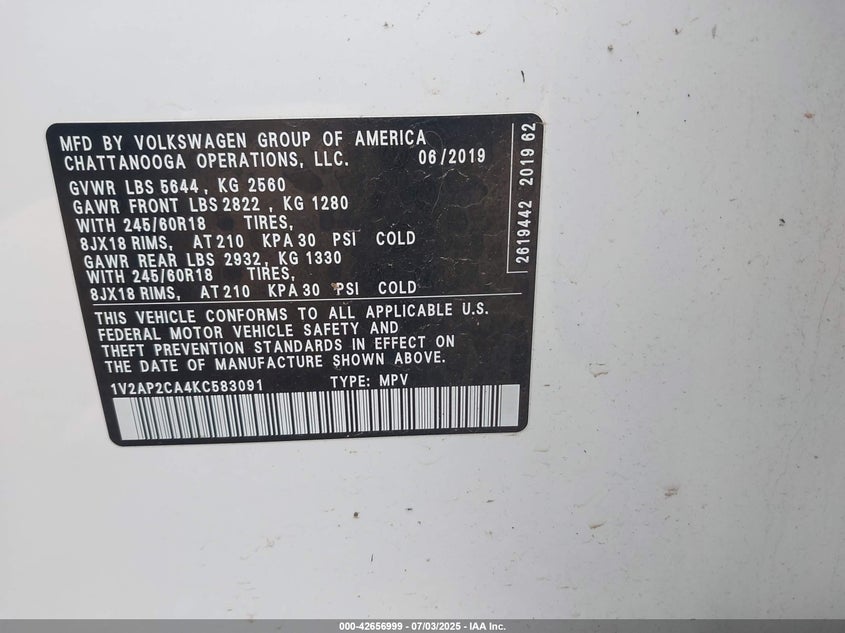 MFD BY VOLKSWAGEN GROUP OF AMERICA
CHATTANOOGA OPERATIONS, LLC. 06/2019
GVWR LBS 5644 , KG 2560
GAWR FRONT LBS 2822 , KG 1280
WITH 245/60R18 TIRES,
8JX18 RIMS, AT 210 KPA 30 PSI COLD
GAWR REAR LBS 2932, KG 1330
WITH 245/60R18 TIRES,
8JX18 RIMS, AT 210 KPA 30 PSI COLD
THIS VEHICLE CONFORMS TO ALL APPLICABLE U.S.
FEDERAL MOTOR VEHICLE SAFETY AND
THEFT PREVENTION STANDARDS IN EFFECT ON
THE DATE OF MANUFACTURE SHOWN ABOVE.
1V2AP2CA4KC583091 TYPE: MPV
2619442 2019 62
000-42656999 - 07/03/2025 - IAA Inc.